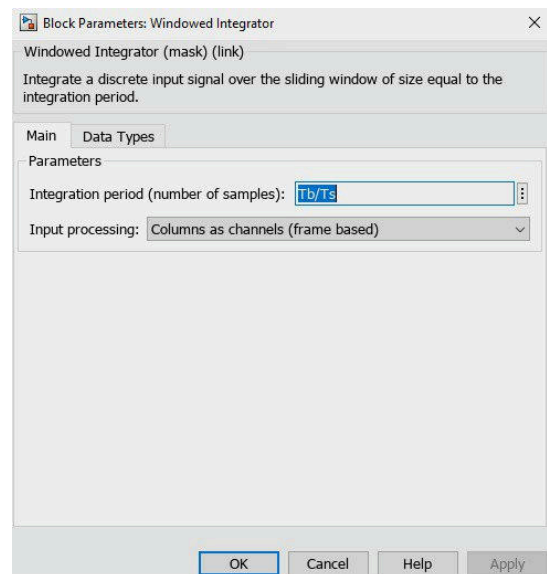 Block Parameters: Windowed Integrator
Windowed Integrator (mask) (link)
Integrate a discrete input signal over the sliding window of size equal to the
integration period.
Main Data Types
Parameters
Integration period (number of samples): Tb/Ts
Input processing: Columns as channels (frame based)
OK Cancel Help Apply